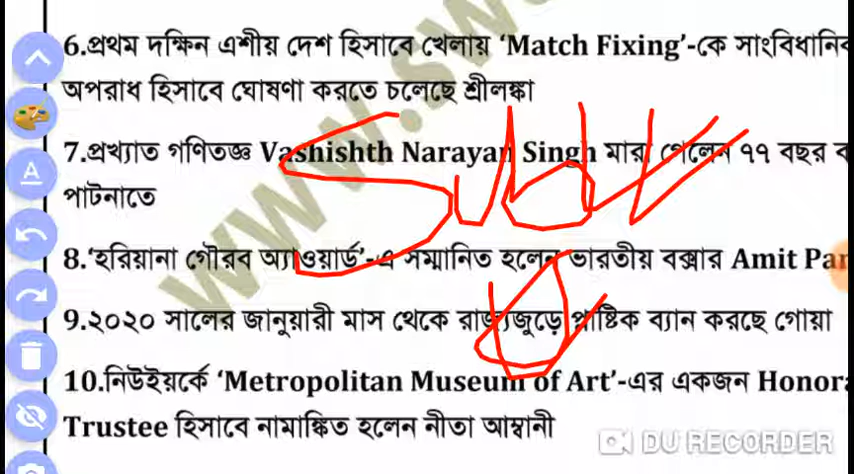 6.প্রথম দক্ষিন এশীয় দেশ হিসাবে খেলায় ‘Match Fixing’-কে সাংবিধানিব
অপরাধ হিসাবে ঘোষণা করতে চলেছে শ্রীলঙ্কা
7.প্রখ্যাত গণিতজ্ঞ Vashishth Narayan Singh মারা গেলেন ৭৭ বছর ব
পাটনাতে
8.‘হরিয়ানা গৌরব অ্যাওয়ার্ড’-এ সম্মানিত হলেন ভারতীয় বক্সার Amit Pan
9.২০২০ সালের জানুয়ারী মাস থেকে রাজ্যজুড়ে প্লাষ্টিক ব্যান করছে গোয়া
10.নিউইয়র্কে ‘Metropolitan Museum of Art’-এর একজন Honora
Trustee হিসাবে নামাঙ্কিত হলেন নীতা আম্বানী
DU RECORDER